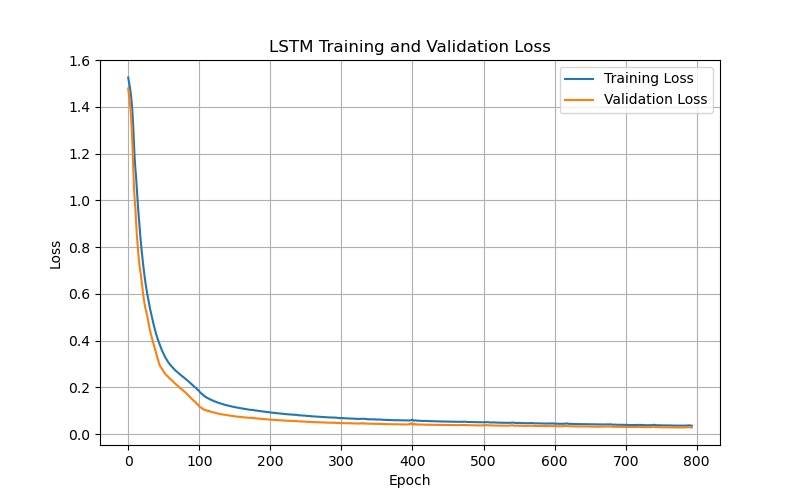 LSTM Training and Validation Loss
Training Loss
Validation Loss
Loss
1.6
1.4
1.2
1.0
0.8
0.6
0.4
0.2
0.0
0 100 200 300 400 500 600 700 800
Epoch